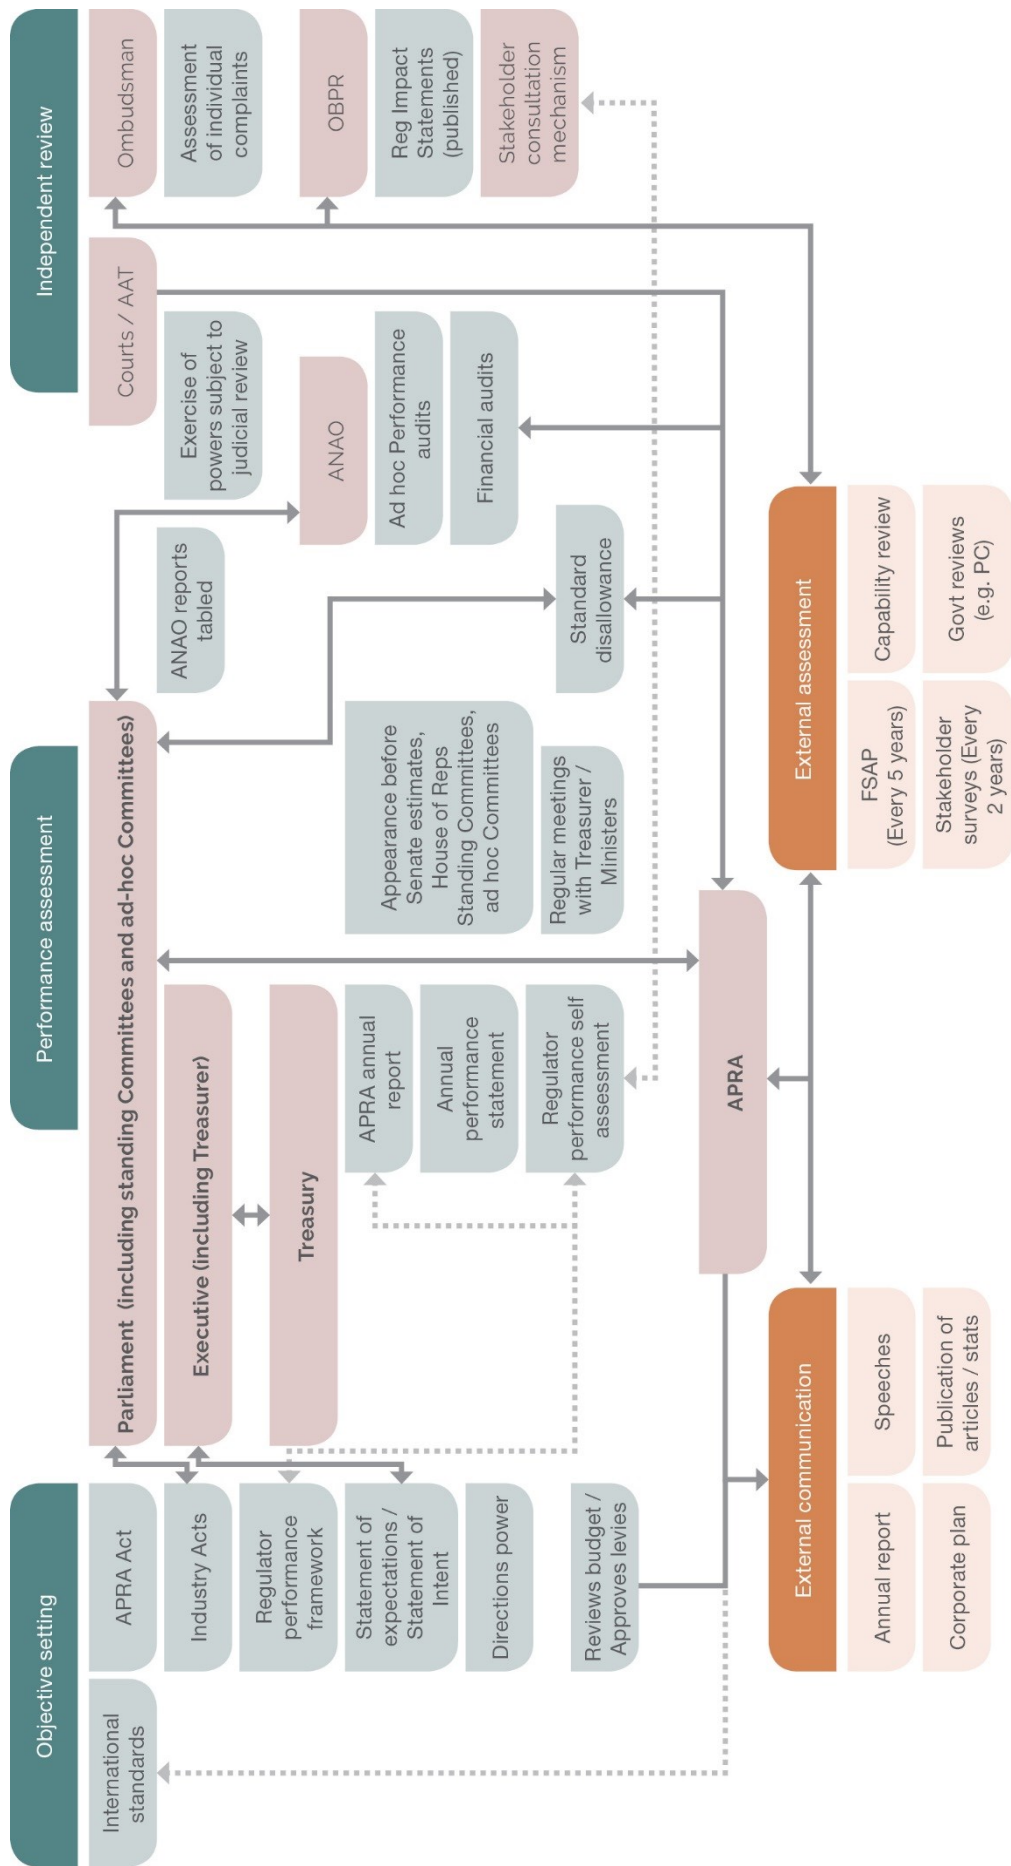 Objective setting
International
standards
APRA Act
Industry Acts
Regulator
performance
framework
Statement of
expectations /
Statement of
Intent
Directions power
Reviews budget /
Approves levies
Performance assessment
Parliament (including standing Committees and ad-hoc Committees)
Executive (including Treasurer)
Treasury
APRA annual
report
Annual
performance
statement
Regulator
performance self
assessment
Appearance before
Senate estimates,
House of Reps
Standing Committees,
ad hoc Committees
Regular meetings
with Treasurer /
Ministers
ANAO reports
tabled
Standard
disallowance
Independent review
Courts / AAT
Exercise of
powers subject to
judicial review
ANAO
Ad hoc Performance
audits
Financial audits
Ombudsman
Assessment
of individual
complaints
OBPR
Reg Impact
Statements
(published)
Stakeholder
consultation
mechanism
APRA
External communication
Annual report
Speeches
Corporate plan
Publication of
articles / stats
External assessment
FSAP
(Every 5 years)
Capability review
Stakeholder
surveys (Every
2 years)
Govt reviews
(e.g. PC)